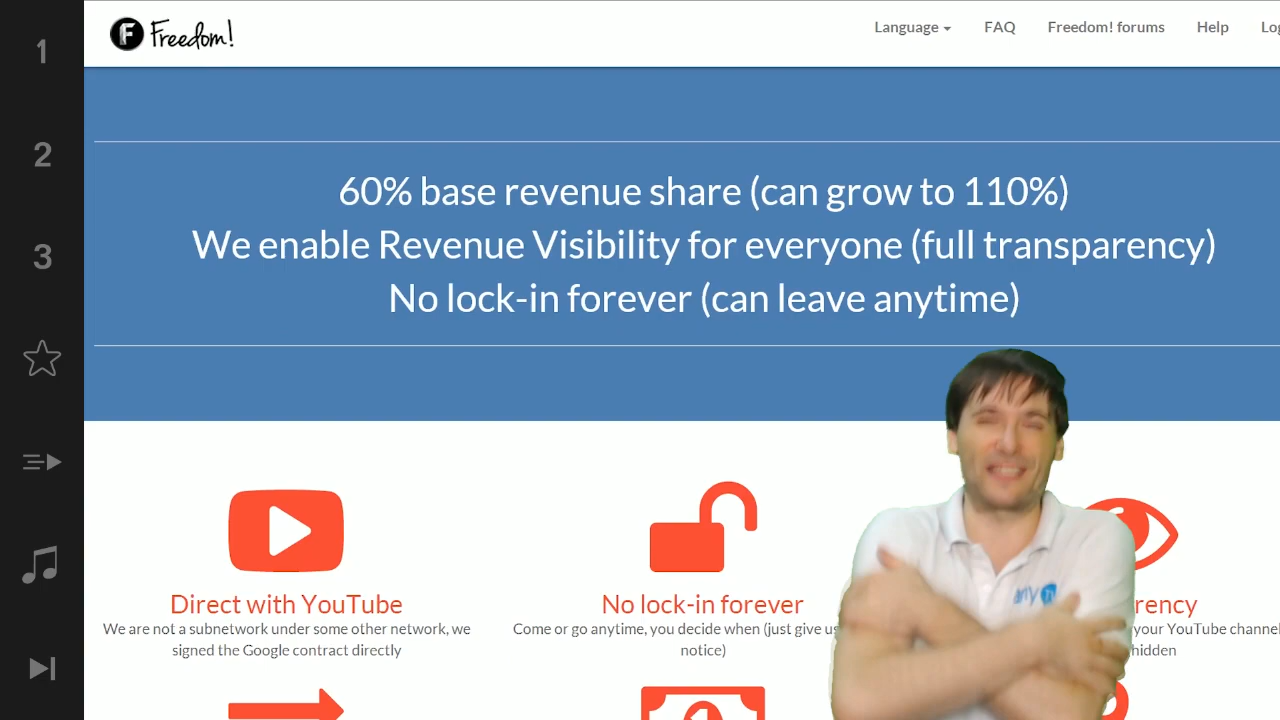 1
2
3
F Freedom!
Language FAQ Freedom! forums Help
60% base revenue share (can grow to 110%)
We enable Revenue Visibility for everyone (full transparency)
No lock-in forever (can leave anytime)
Direct with YouTube
We are not a subnetwork under some other network, we
signed the Google contract directly
No lock-in forever
Come or go anytime, you decide when (just give us
notice)
your YouTube channel
hidden